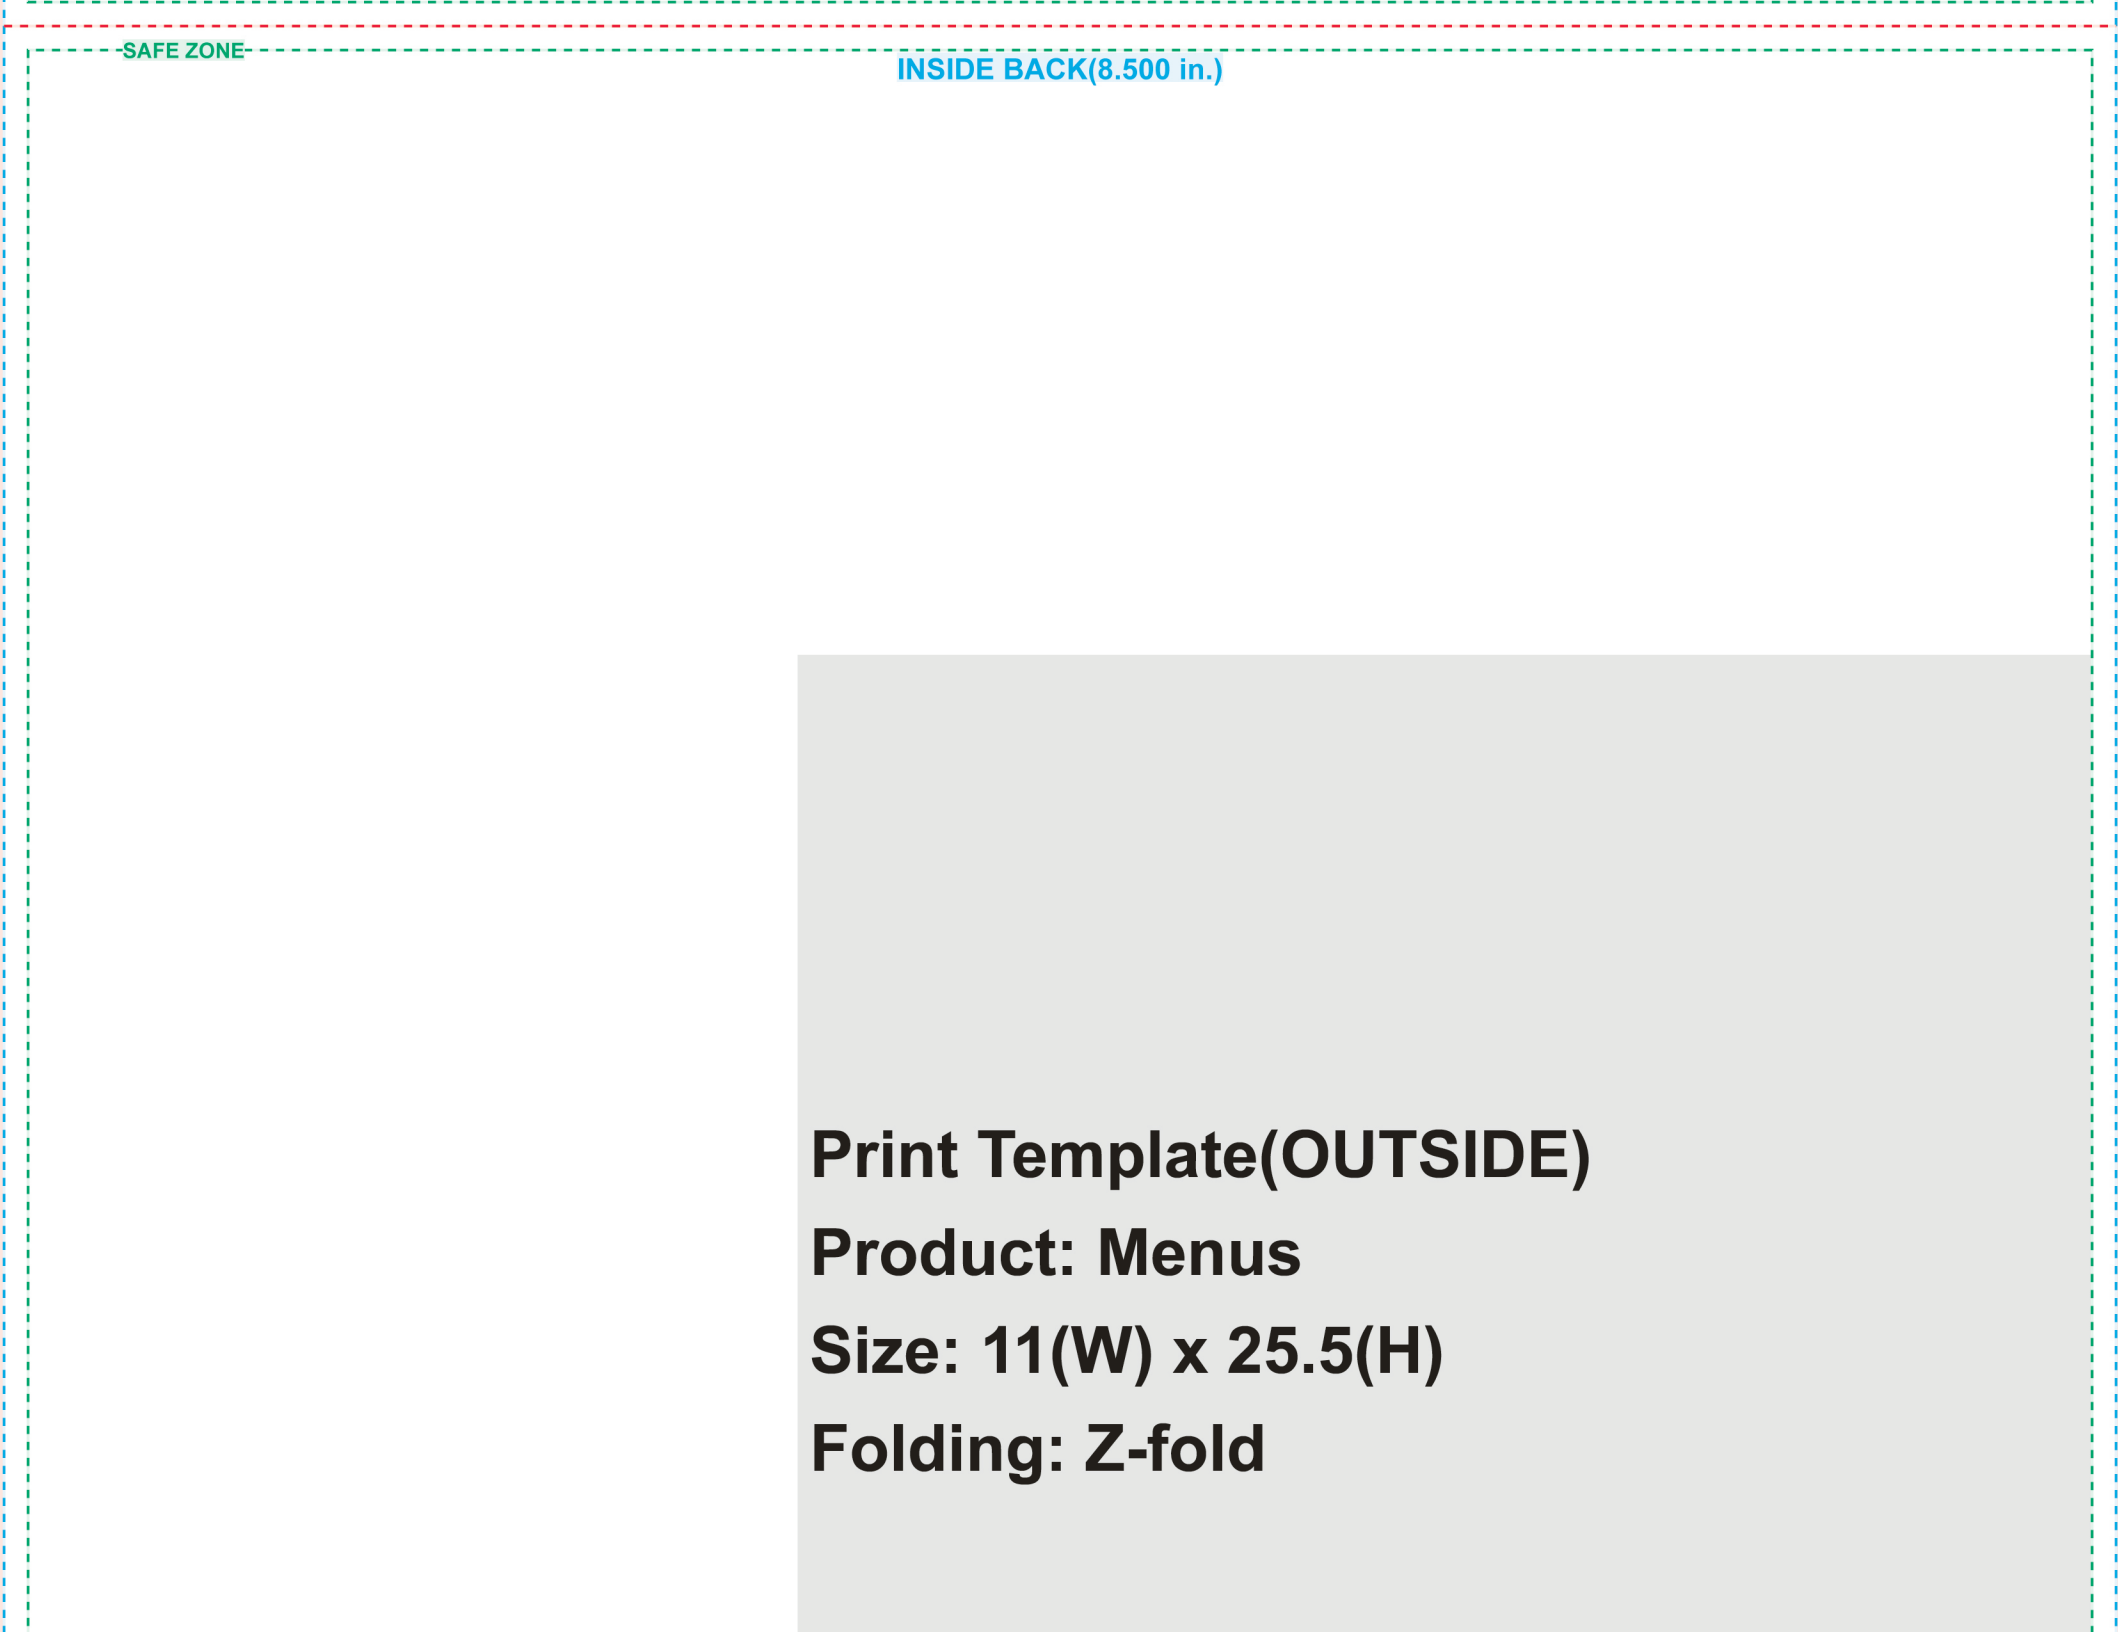 SAFE ZONE
INSIDE BACK(8.500 in.)
Print Template(OUTSIDE)
Product: Menus
Size: 11(W) x 25.5(H)
Folding: Z-fold